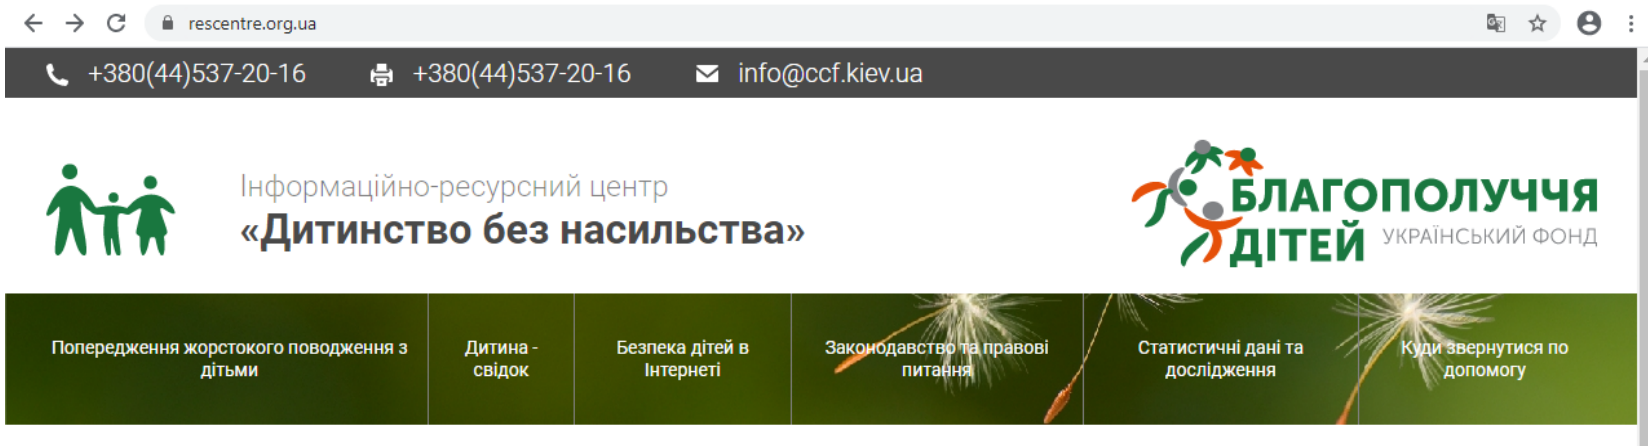 rescentre.org.ua
+380(44)537-20-16 +380(44)537-20-16 info@ccf.kiev.ua
Інформаційно-ресурсний центр
«Дитинство без насильства»
БЛАГОПОЛУЧЧЯ
ДІТЕЙ УКРАЇНСЬКИЙ ФОНД
Попередження жорстокого поводження з
дітьми
Дитина -
свідок
Безпека дітей в
Інтернеті
Законодавство та правові
питання
Статистичні дані та
дослідження
Куди звернутися по
допомогу